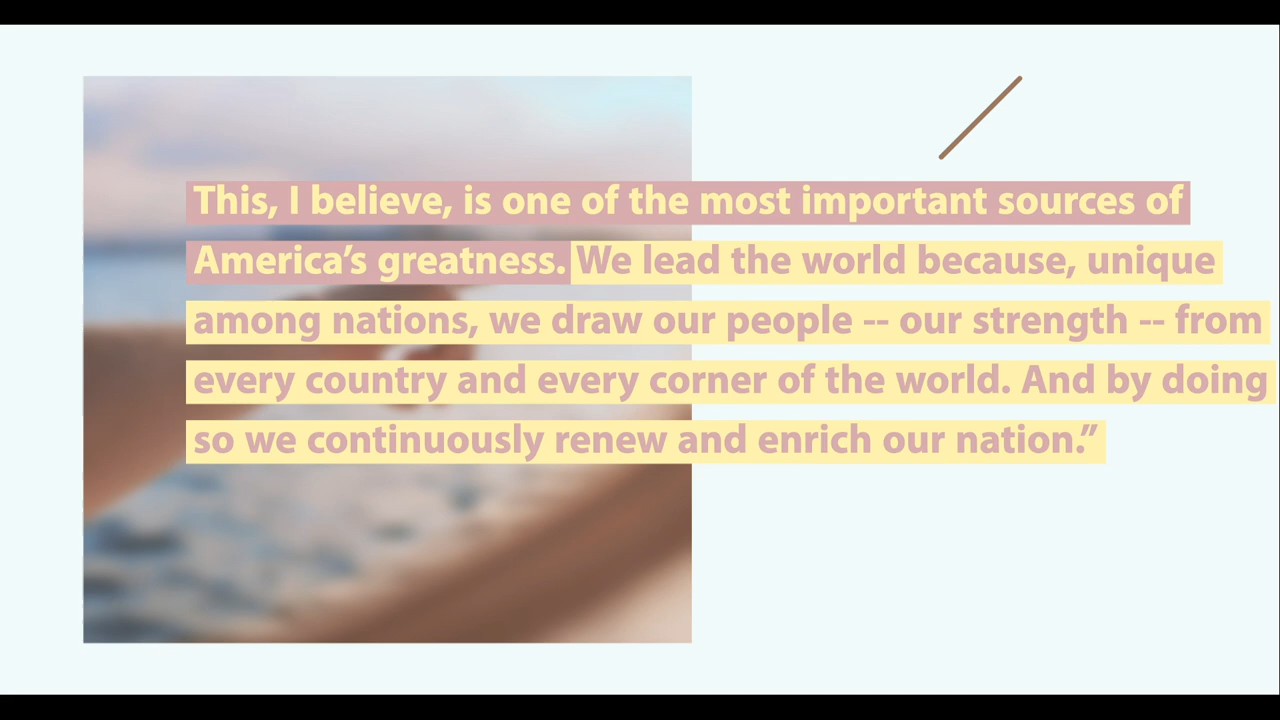 This, I believe, is one of the most important sources of
America’s greatness. We lead the world because, unique
among nations, we draw our people -- our strength -- from
every country and every corner of the world. And by doing
so we continuously renew and enrich our nation.”